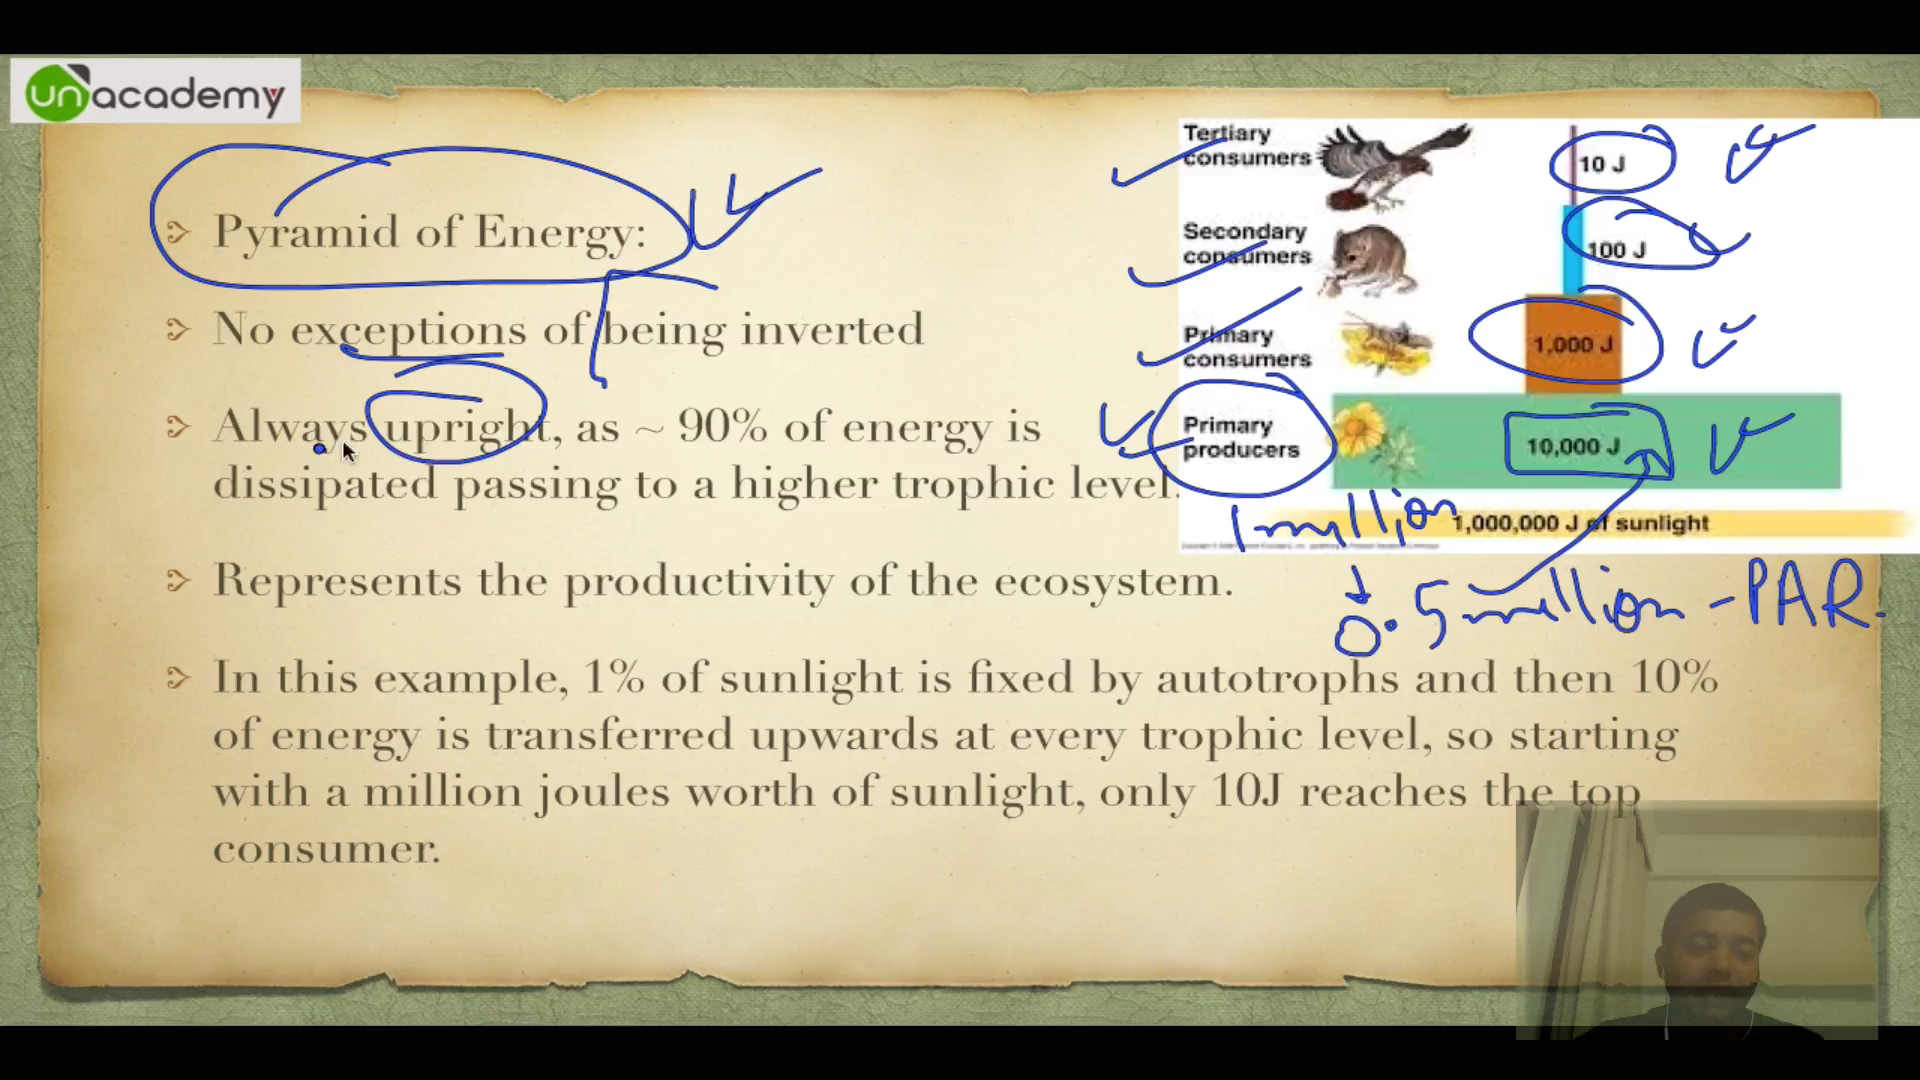 unacademy
Pyramid of Energy:
No exceptions of being inverted
Always upright, as ~ 90% of energy is
dissipated passing to a higher trophic level.
Represents the productivity of the ecosystem.
In this example, 1% of sunlight is fixed by autotrophs and then 10%
of energy is transferred upwards at every trophic level, so starting
with a million joules worth of sunlight, only 10J reaches the top
consumer.
Tertiary
consumers
10 J
Secondary
consumers
100 J
Primary
consumers
1,000 J
Primary
producers
10,000 J
1,000,000 J of sunlight
1 million
0.5 million - PAR.